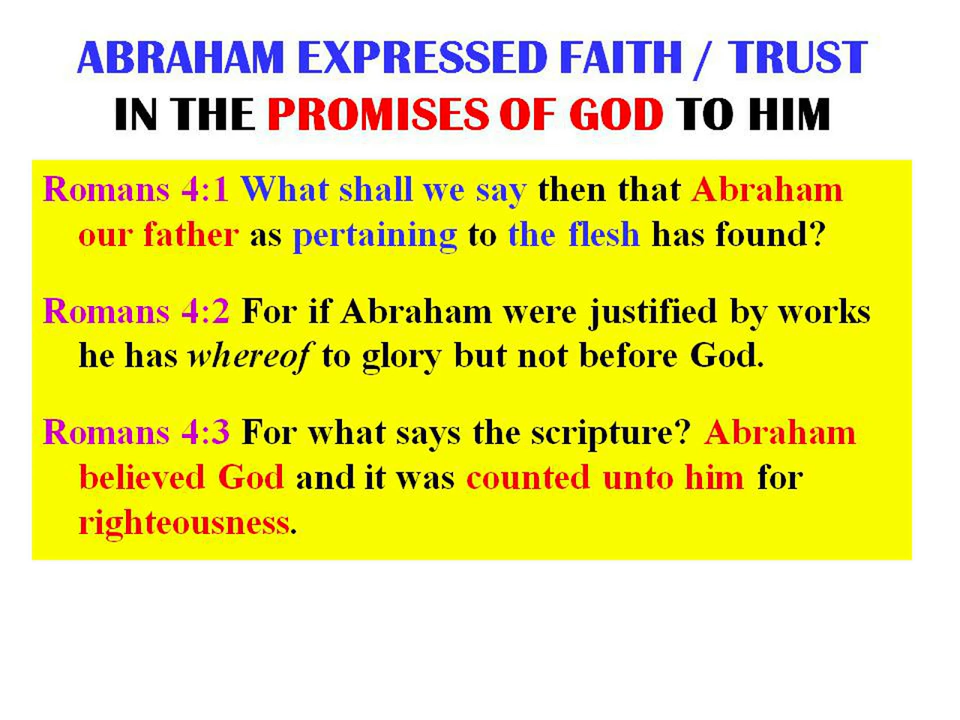 ABRAHAM EXPRESSED FAITH / TRUST
IN THE PROMISES OF GOD TO HIM
Romans 4:1 What shall we say then that Abraham
our father as pertaining to the flesh has found?
Romans 4:2 For if Abraham were justified by works
he has whereof to glory but not before God.
Romans 4:3 For what says the scripture? Abraham
believed God and it was counted unto him for
righteousness.